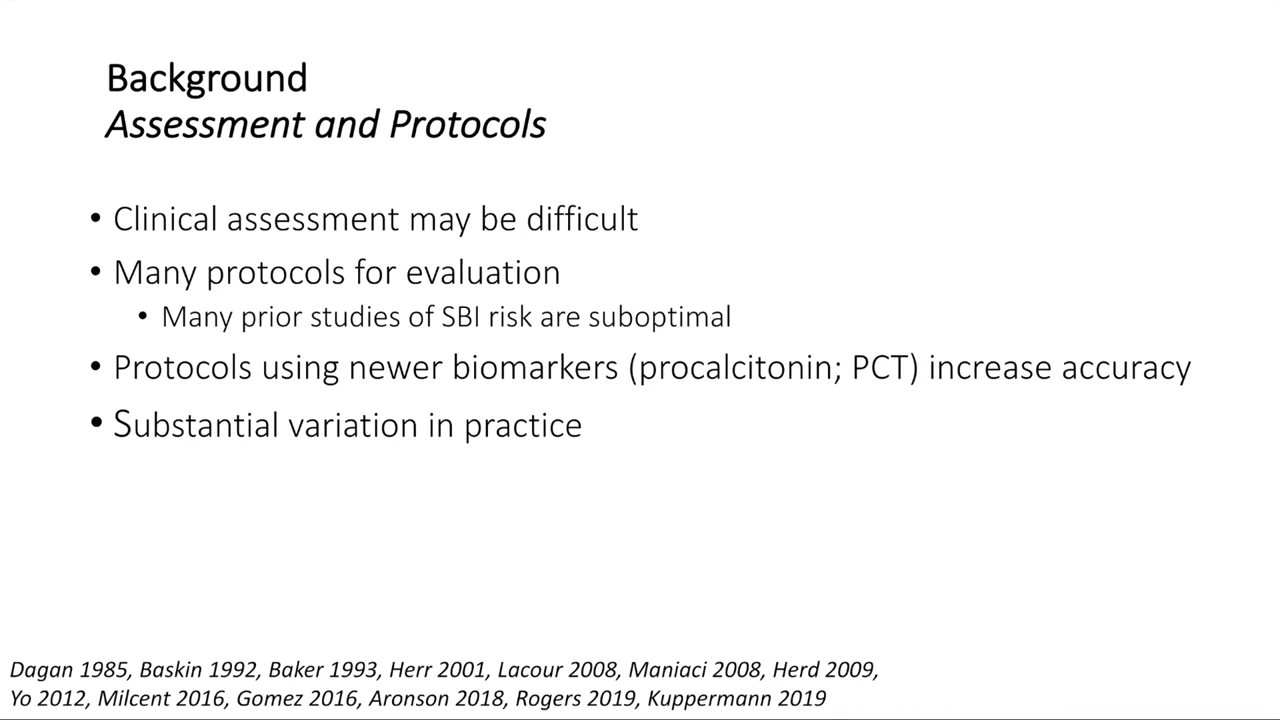 Background
Assessment and Protocols
• Clinical assessment may be difficult
• Many protocols for evaluation
• Many prior studies of SBI risk are suboptimal
• Protocols using newer biomarkers (procalcitonin; PCT) increase accuracy
• Substantial variation in practice
Dagan 1985, Baskin 1992, Baker 1993, Herr 2001, Lacour 2008, Maniaci 2008, Herd 2009,
Yo 2012, Milcent 2016, Gomez 2016, Aronson 2018, Rogers 2019, Kuppermann 2019